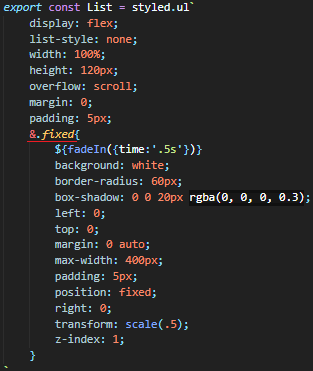 export const List = styled.ul`
display: flex;
list-style: none;
width: 100%;
height: 120px;
overflow: scroll;
margin: 0;
padding: 5px;
&.fixed{
${fadeIn({time:'.5s'})}
background: white;
border-radius: 60px;
box-shadow: 0 0 20px rgba(0, 0, 0, 0.3);
left: 0;
top: 0;
margin: 0 auto;
max-width: 400px;
padding: 5px;
position: fixed;
right: 0;
transform: scale(.5);
z-index: 1;
}
`